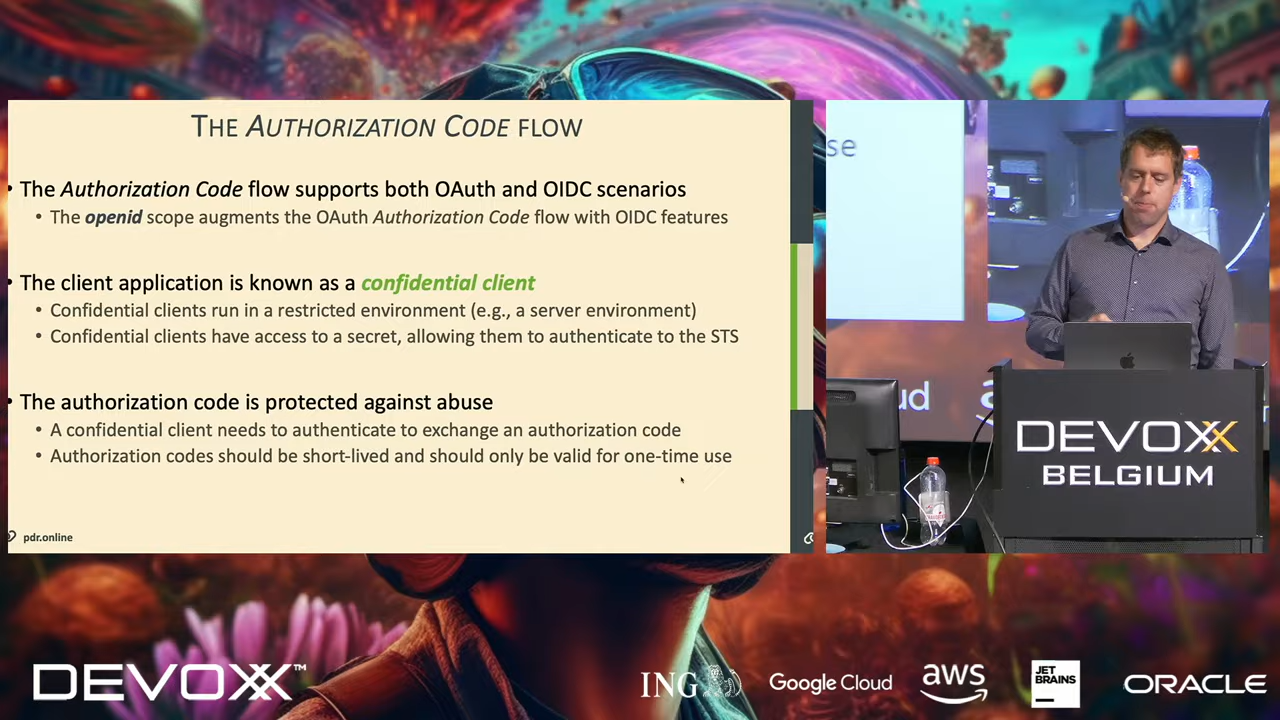 THE AUTHORIZATION CODE FLOW
• The Authorization Code flow supports both OAuth and OIDC scenarios
• The openid scope augments the OAuth Authorization Code flow with OIDC features
• The client application is known as a confidential client
• Confidential clients run in a restricted environment (e.g., a server environment)
• Confidential clients have access to a secret, allowing them to authenticate to the STS
• The authorization code is protected against abuse
• A confidential client needs to authenticate to exchange an authorization code
• Authorization codes should be short-lived and should only be valid for one-time use
pdr.online
se
ud
DEVOXX
BELGIUM
DEVOXX™
ING
Google Cloud
aws
JET
BRAINS
ORACLE